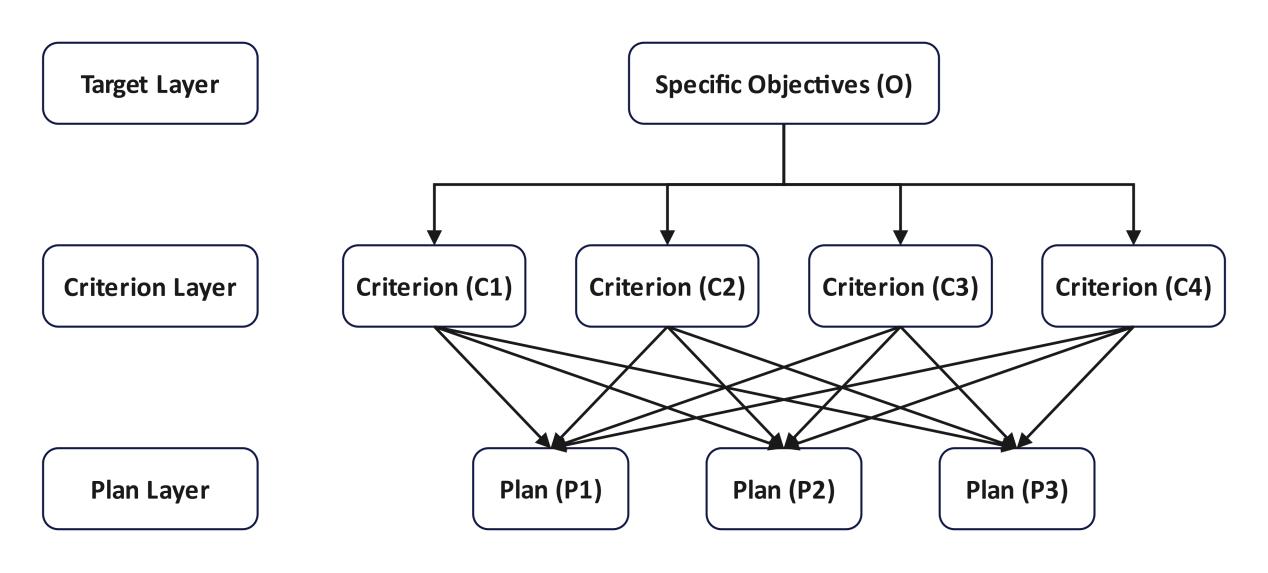 Target Layer
Specific Objectives (O)
Criterion Layer
Criterion (C1)
Criterion (C2)
Criterion (C3)
Criterion (C4)
Plan Layer
Plan (P1)
Plan (P2)
Plan (P3)